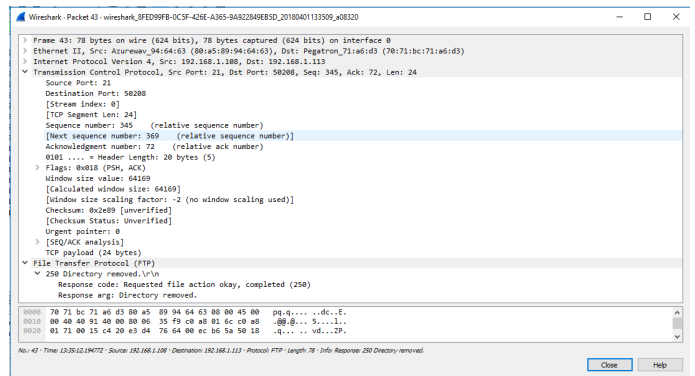 Wireshark · Packet 43 · wireshark_8FED99FB-0C5F-426E-A365-9A922849EB5D_20180401133509_a08320
Frame 43: 78 bytes on wire (624 bits), 78 bytes captured (624 bits) on interface 0
Ethernet II, Src: Azurewav_94:64:63 (80:a5:89:94:64:63), Dst: Pegatron_71:a6:d3 (70:71:bc:71:a6:d3)
Internet Protocol Version 4, Src: 192.168.1.108, Dst: 192.168.1.113
Transmission Control Protocol, Src Port: 21, Dst Port: 50208, Seq: 345, Ack: 72, Len: 24
Source Port: 21
Destination Port: 50208
[Stream index: 0]
[TCP Segment Len: 24]
Sequence number: 345 (relative sequence number)
[Next sequence number: 369 (relative sequence number)]
Acknowledgment number: 72 (relative ack number)
0101 .... = Header Length: 20 bytes (5)
Flags: 0x018 (PSH, ACK)
Window size value: 64169
[Calculated window size: 64169]
[Window size scaling factor: -2 (no window scaling used)]
Checksum: 0x2e89 [unverified]
[Checksum Status: Unverified]
Urgent pointer: 0
[SEQ/ACK analysis]
TCP payload (24 bytes)
File Transfer Protocol (FTP)
250 Directory removed.\r\n
Response code: Requested file action okay, completed (250)
Response arg: Directory removed.
0000 70 71 bc 71 a6 d3 80 a5 89 94 64 63 08 00 45 00 pq.q.... ..dc..E.
0010 00 40 40 91 40 00 80 06 35 f9 c0 a8 01 6c c0 a8 .@@.@... 5....l..
0020 01 71 00 15 c4 20 e3 d4 76 64 00 ec b6 5a 50 18 .q... .. vd...ZP.
No.: 43 · Time: 13:35:12.194772 · Source: 192.168.1.108 · Destination: 192.168.1.113 · Protocol: FTP · Length: 78 · Info: Response: 250 Directory removed.
Close Help